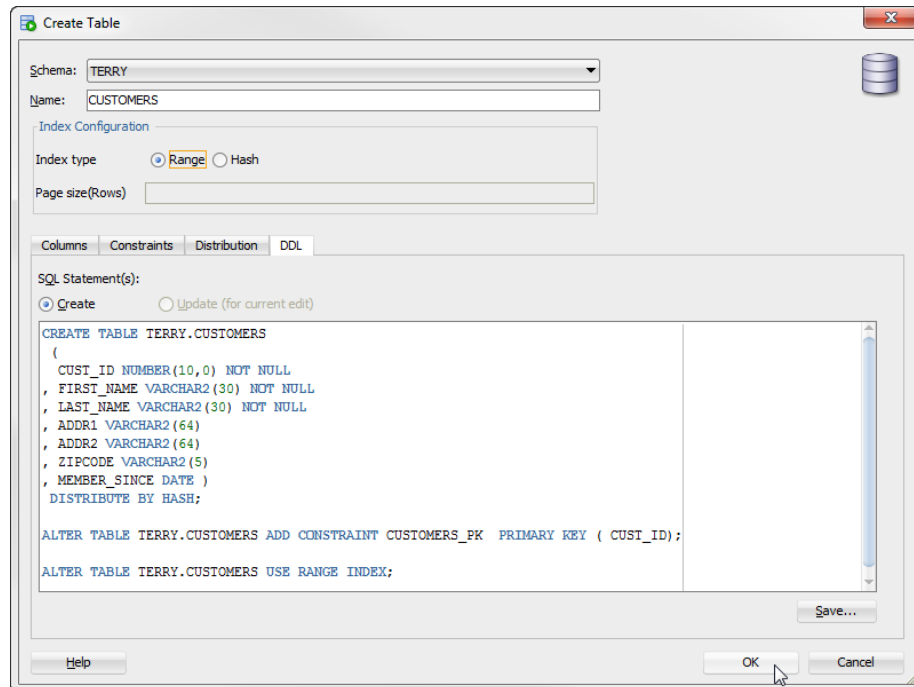 Create Table
Schema: TERRY
Name: CUSTOMERS
Index Configuration
Index type Range Hash
Page size(Rows)
Columns Constraints Distribution DDL
SQL Statement(s):
Create Update (for current edit)
CREATE TABLE TERRY.CUSTOMERS
(
CUST_ID NUMBER(10,0) NOT NULL
, FIRST_NAME VARCHAR2(30) NOT NULL
, LAST_NAME VARCHAR2(30) NOT NULL
, ADDR1 VARCHAR2(64)
, ADDR2 VARCHAR2(64)
, ZIPCODE VARCHAR2(5)
, MEMBER_SINCE DATE )
DISTRIBUTE BY HASH;
ALTER TABLE TERRY.CUSTOMERS ADD CONSTRAINT CUSTOMERS_PK  PRIMARY KEY ( CUST_ID);
ALTER TABLE TERRY.CUSTOMERS USE RANGE INDEX;
Save...
Help OK Cancel